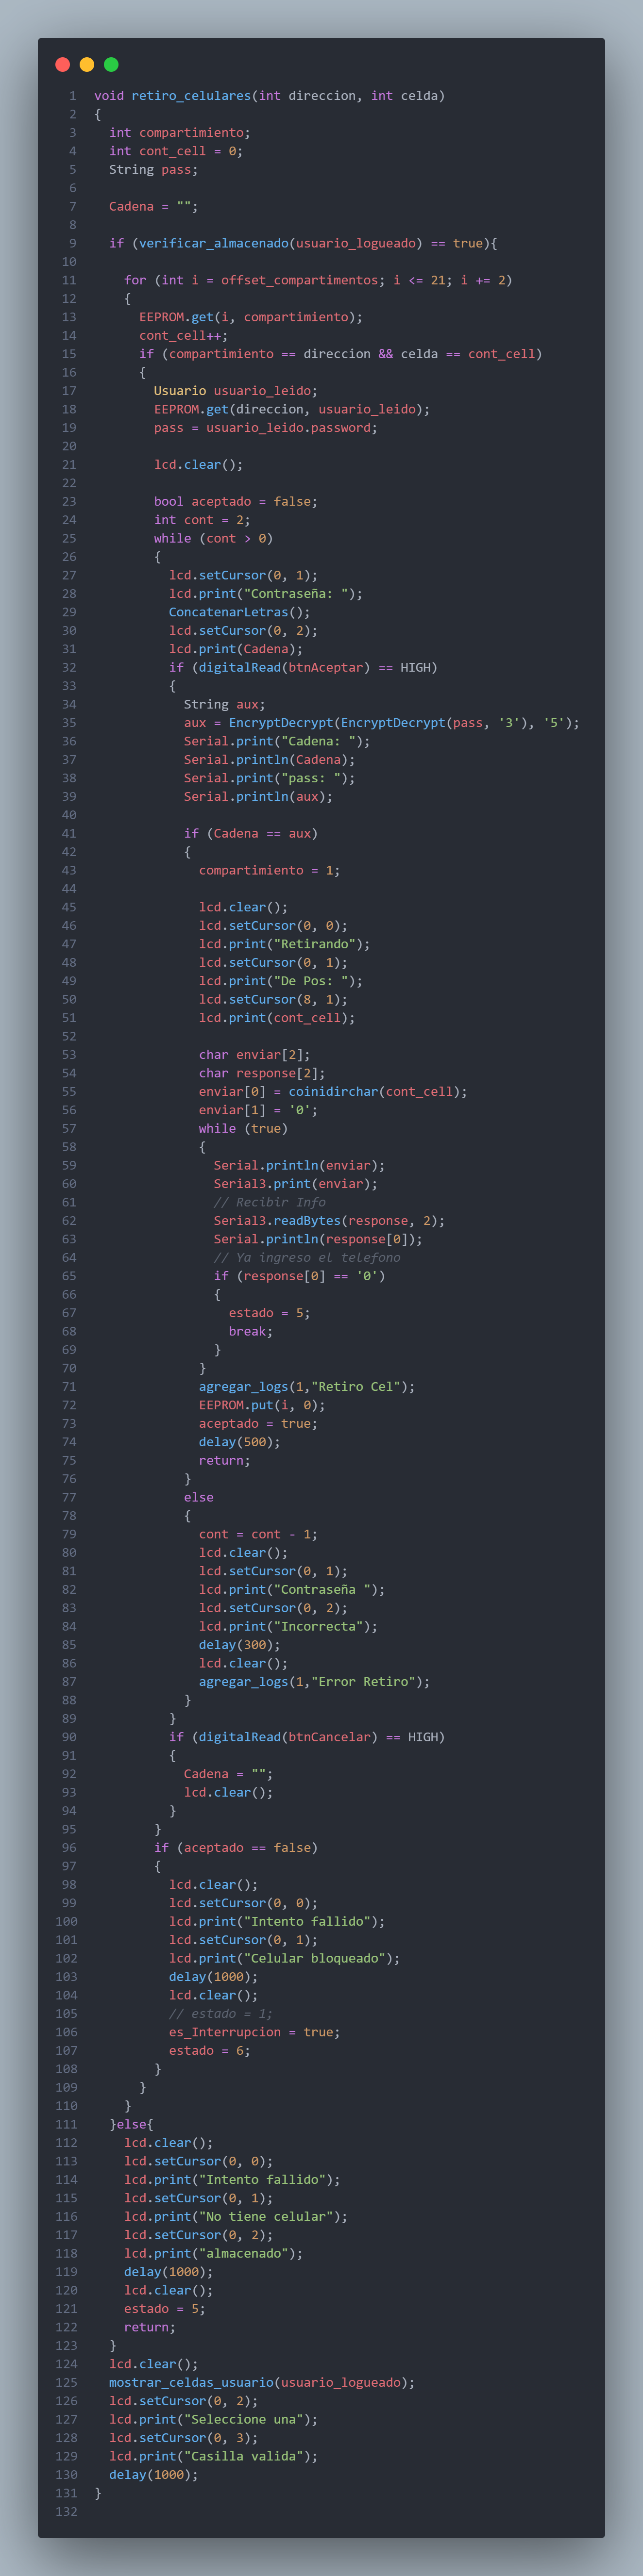 1 void retiro_celulares(int direccion, int celda)
2 {
3   int compartimiento;
4   int cont_cell = 0;
5   String pass;
6
7   Cadena = "";
8
9   if (verificar_almacenado(usuario_logueado) == true){
10
11     for (int i = offset_compartimentos; i <= 21; i += 2)
12     {
13       EEPROM.get(i, compartimiento);
14       cont_cell++;
15       if (compartimiento == direccion && celda == cont_cell)
16       {
17         Usuario usuario_leido;
18         EEPROM.get(direccion, usuario_leido);
19         pass = usuario_leido.password;
20
21         lcd.clear();
22
23         bool aceptado = false;
24         int cont = 2;
25         while (cont > 0)
26         {
27           lcd.setCursor(0, 1);
28           lcd.print("Contraseña: ");
29           ConcatenarLetras();
30           lcd.setCursor(0, 2);
31           lcd.print(Cadena);
32           if (digitalRead(btnAceptar) == HIGH)
33           {
34             String aux;
35             aux = EncryptDecrypt(EncryptDecrypt(pass, '3'), '5');
36             Serial.print("Cadena: ");
37             Serial.println(Cadena);
38             Serial.print("pass: ");
39             Serial.println(aux);
40
41             if (Cadena == aux)
42             {
43               compartimiento = 1;
44
45               lcd.clear();
46               lcd.setCursor(0, 0);
47               lcd.print("Retirando");
48               lcd.setCursor(0, 1);
49               lcd.print("De Pos: ");
50               lcd.setCursor(8, 1);
51               lcd.print(cont_cell);
52
53               char enviar[2];
54               char response[2];
55               enviar[0] = coinidirchar(cont_cell);
56               enviar[1] = '0';
57               while (true)
58               {
59                 Serial.println(enviar);
60                 Serial3.print(enviar);
61                 // Recibir Info
62                 Serial3.readBytes(response, 2);
63                 Serial.println(response[0]);
64                 // Ya ingreso el telefono
65                 if (response[0] == '0')
66                 {
67                   estado = 5;
68                   break;
69                 }
70               }
71               agregar_logs(1,"Retiro Cel");
72               EEPROM.put(i, 0);
73               aceptado = true;
74               delay(500);
75               return;
76             }
77             else
78             {
79               cont = cont - 1;
80               lcd.clear();
81               lcd.setCursor(0, 1);
82               lcd.print("Contraseña ");
83               lcd.setCursor(0, 2);
84               lcd.print("Incorrecta");
85               delay(300);
86               lcd.clear();
87               agregar_logs(1,"Error Retiro");
88             }
89           }
90           if (digitalRead(btnCancelar) == HIGH)
91           {
92             Cadena = "";
93             lcd.clear();
94           }
95         }
96         if (aceptado == false)
97         {
98           lcd.clear();
99           lcd.setCursor(0, 0);
100           lcd.print("Intento fallido");
101           lcd.setCursor(0, 1);
102           lcd.print("Celular bloqueado");
103           delay(1000);
104           lcd.clear();
105           // estado = 1;
106           es_Interrupcion = true;
107           estado = 6;
108         }
109       }
110     }
111   }else{
112     lcd.clear();
113     lcd.setCursor(0, 0);
114     lcd.print("Intento fallido");
115     lcd.setCursor(0, 1);
116     lcd.print("No tiene celular");
117     lcd.setCursor(0, 2);
118     lcd.print("almacenado");
119     delay(1000);
120     lcd.clear();
121     estado = 5;
122     return;
123   }
124   lcd.clear();
125   mostrar_celdas_usuario(usuario_logueado);
126   lcd.setCursor(0, 2);
127   lcd.print("Seleccione una");
128   lcd.setCursor(0, 3);
129   lcd.print("Casilla valida");
130   delay(1000);
131 }
132